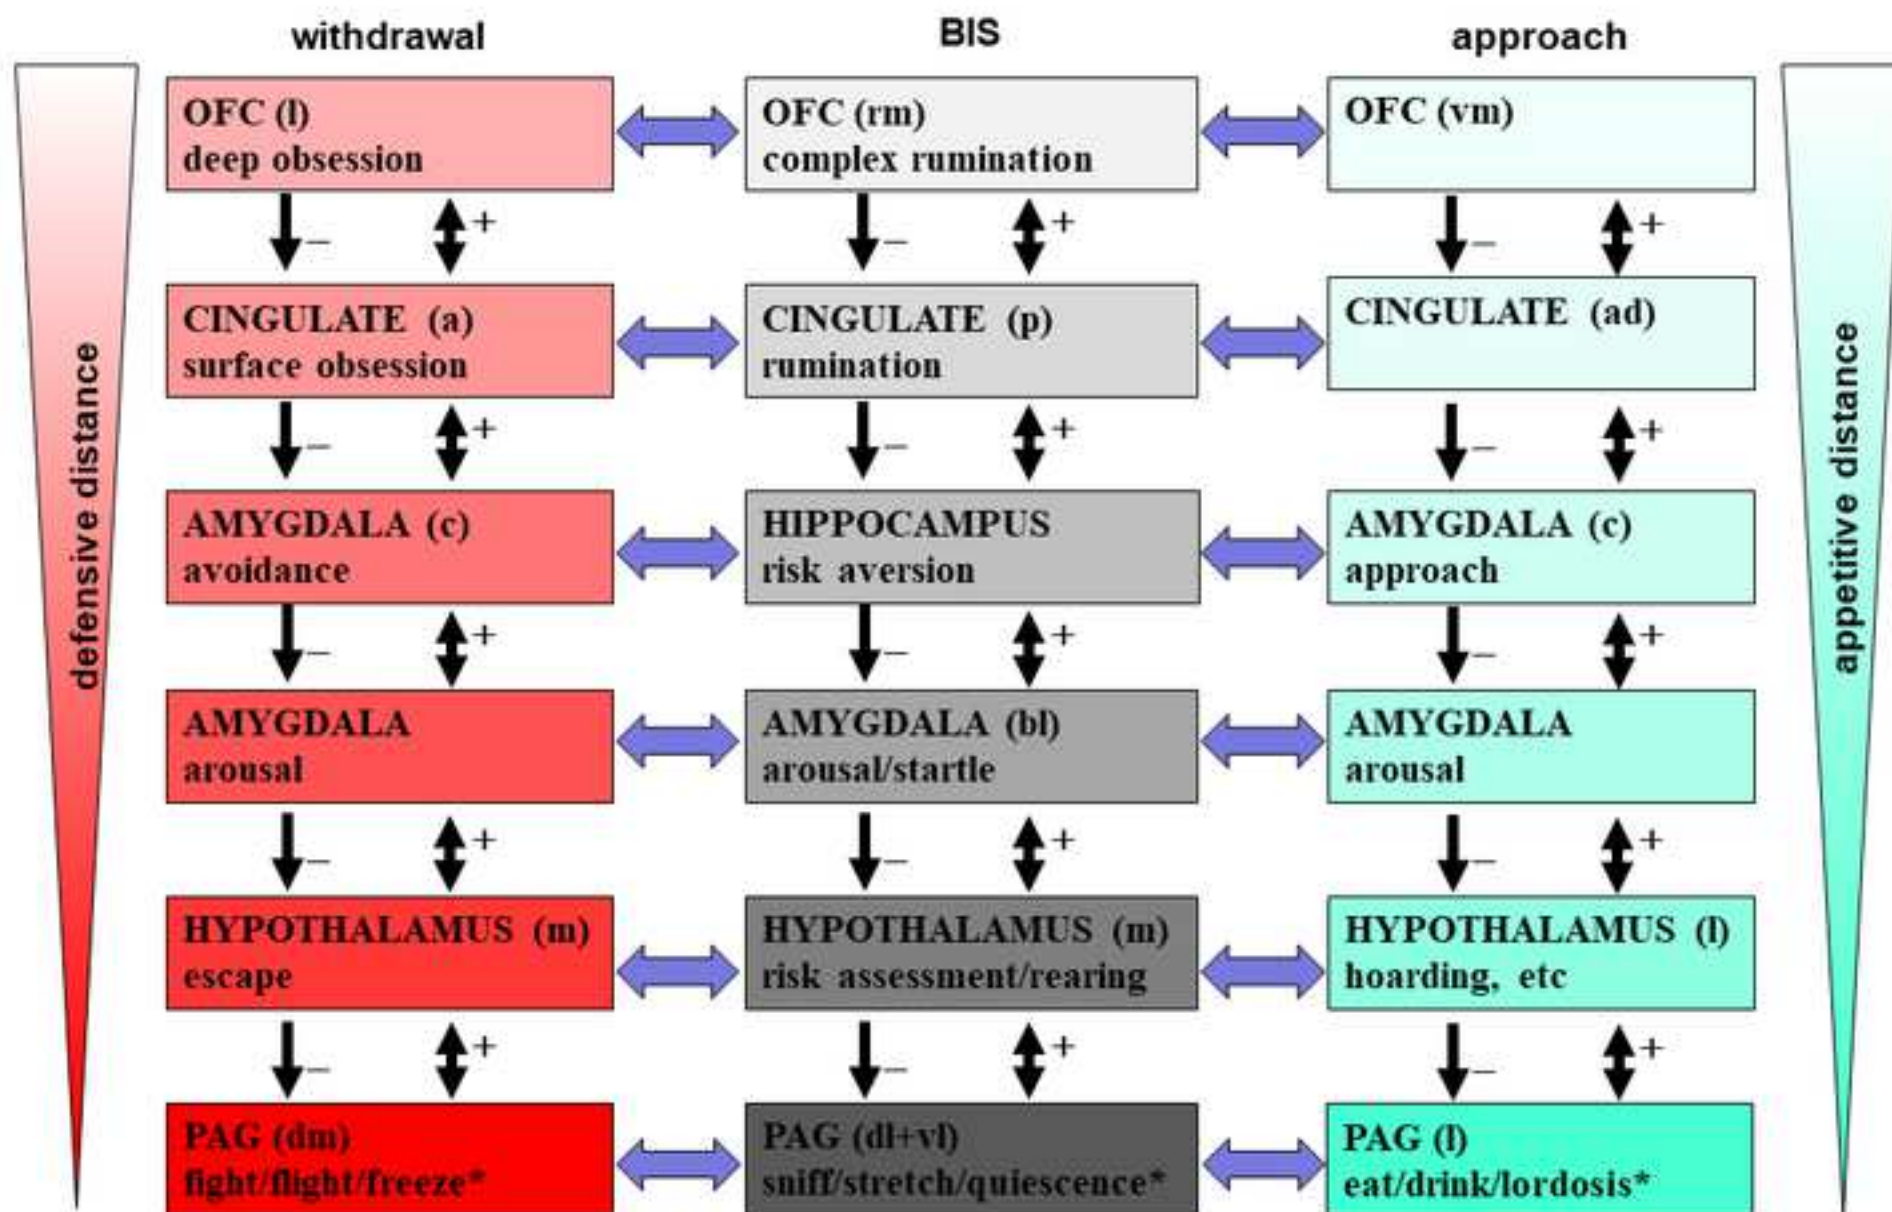 withdrawal
BIS
approach
defensive distance
appetitive distance
OFC (l)
deep obsession
OFC (rm)
complex rumination
OFC (vm)
–
+
–
+
–
+
CINGULATE (a)
surface obsession
CINGULATE (p)
rumination
CINGULATE (ad)
–
+
–
+
–
+
AMYGDALA (c)
avoidance
HIPPOCAMPUS
risk aversion
AMYGDALA (c)
approach
–
+
–
+
–
+
AMYGDALA
arousal
AMYGDALA (bl)
arousal/startle
AMYGDALA
arousal
–
+
–
+
–
+
HYPOTHALAMUS (m)
escape
HYPOTHALAMUS (m)
risk assessment/rearing
HYPOTHALAMUS (l)
hoarding, etc
–
+
–
+
–
+
PAG (dm)
fight/flight/freeze*
PAG (dl+vl)
sniff/stretch/quiescence*
PAG (l)
eat/drink/lordosis*